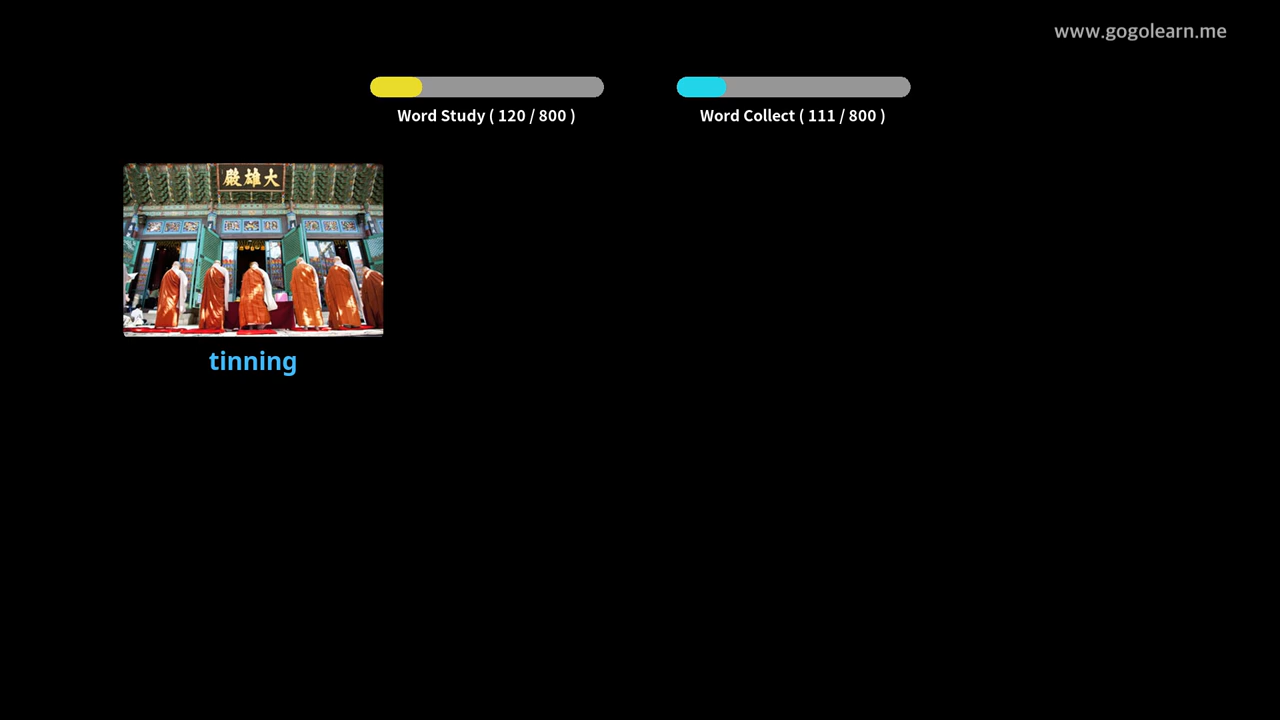 www.gogolearn.me
Word Study ( 120 / 800 )
Word Collect ( 111 / 800 )
殿雄大
tinning